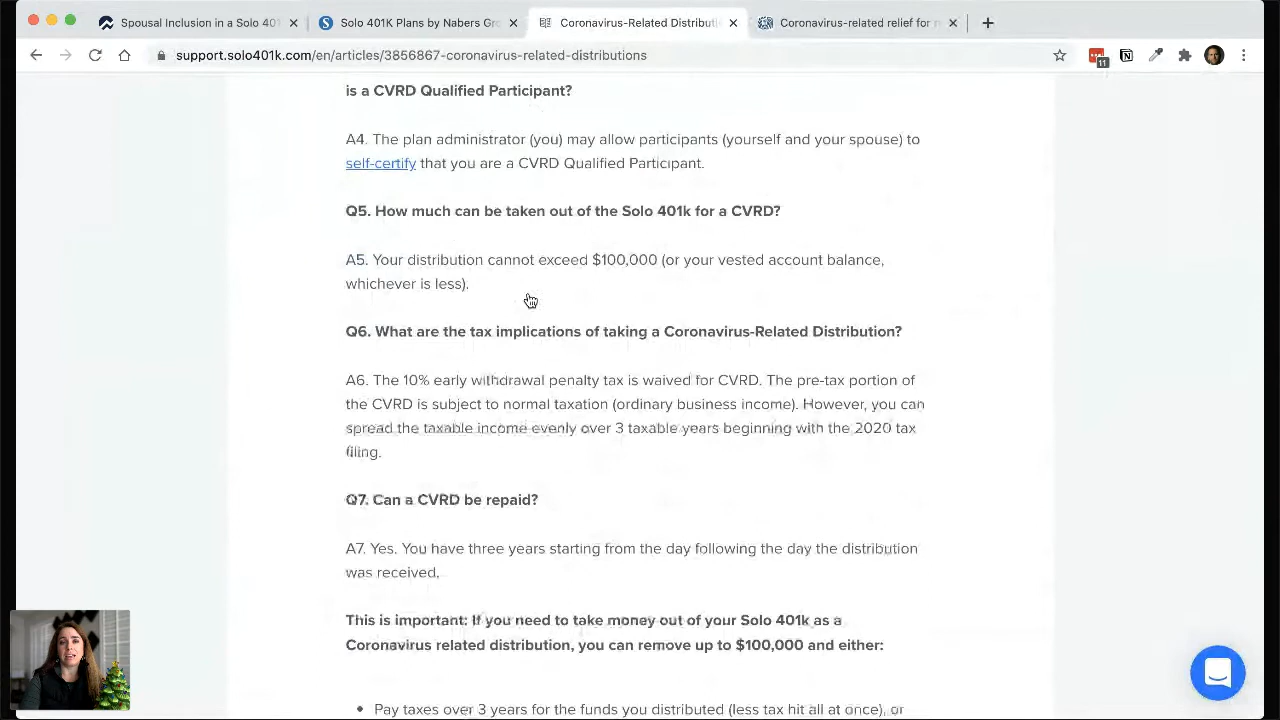 Spousal Inclusion in a Solo 401
Solo 401K Plans by Nabers Gro
Coronavirus-Related Distributi
Coronavirus-related relief for r
support.solo401k.com/en/articles/3856867-coronavirus-related-distributions
11
is a CVRD Qualified Participant?
A4. The plan administrator (you) may allow participants (yourself and your spouse) to
self-certify that you are a CVRD Qualified Participant.
Q5. How much can be taken out of the Solo 401k for a CVRD?
A5. Your distribution cannot exceed $100,000 (or your vested account balance,
whichever is less).
Q6. What are the tax implications of taking a Coronavirus-Related Distribution?
A6. The 10% early withdrawal penalty tax is waived for CVRD. The pre-tax portion of
the CVRD is subject to normal taxation (ordinary business income). However, you can
spread the taxable income evenly over 3 taxable years beginning with the 2020 tax
filing.
Q7. Can a CVRD be repaid?
A7. Yes. You have three years starting from the day following the day the distribution
was received.
This is important: If you need to take money out of your Solo 401k as a
Coronavirus related distribution, you can remove up to $100,000 and either:
• Pay taxes over 3 years for the funds you distributed (less tax hit all at once), or